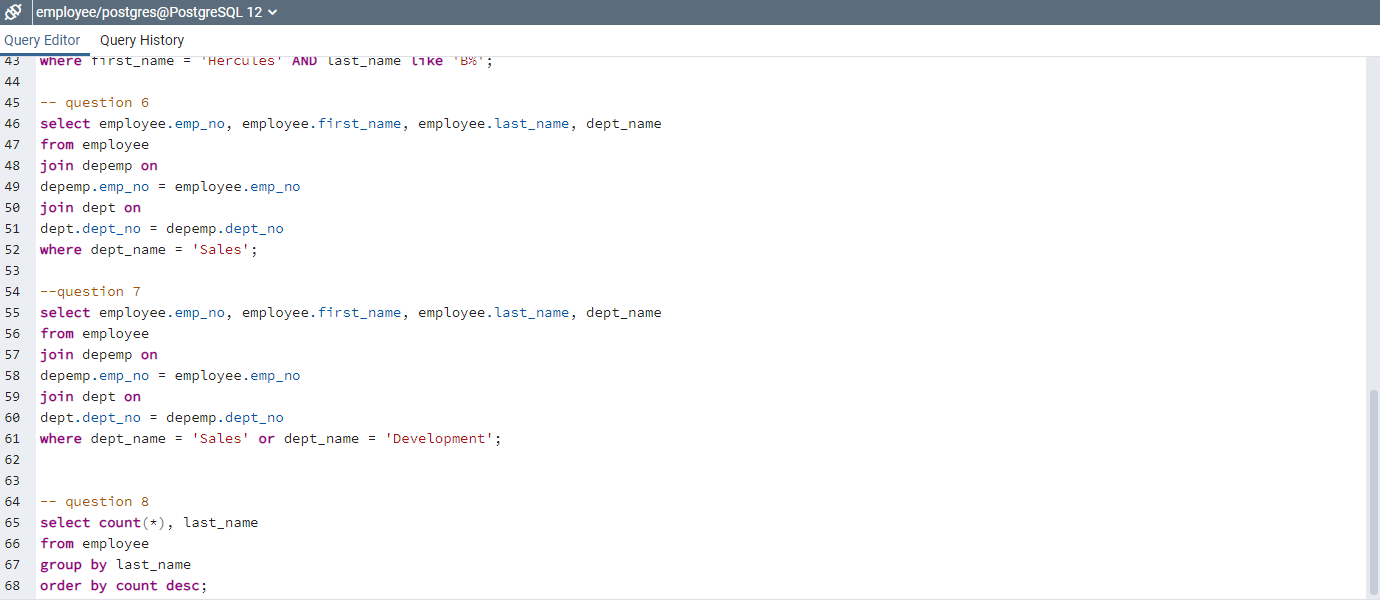 employee/postgres@PostgreSQL 12
Query Editor Query History
43 where first_name = 'Hercules' AND last_name like 'B%';
44
45 -- question 6
46 select employee.emp_no, employee.first_name, employee.last_name, dept_name
47 from employee
48 join depemp on
49 depemp.emp_no = employee.emp_no
50 join dept on
51 dept.dept_no = depemp.dept_no
52 where dept_name = 'Sales';
53
54 --question 7
55 select employee.emp_no, employee.first_name, employee.last_name, dept_name
56 from employee
57 join depemp on
58 depemp.emp_no = employee.emp_no
59 join dept on
60 dept.dept_no = depemp.dept_no
61 where dept_name = 'Sales' or dept_name = 'Development';
62
63
64 -- question 8
65 select count(*), last_name
66 from employee
67 group by last_name
68 order by count desc;